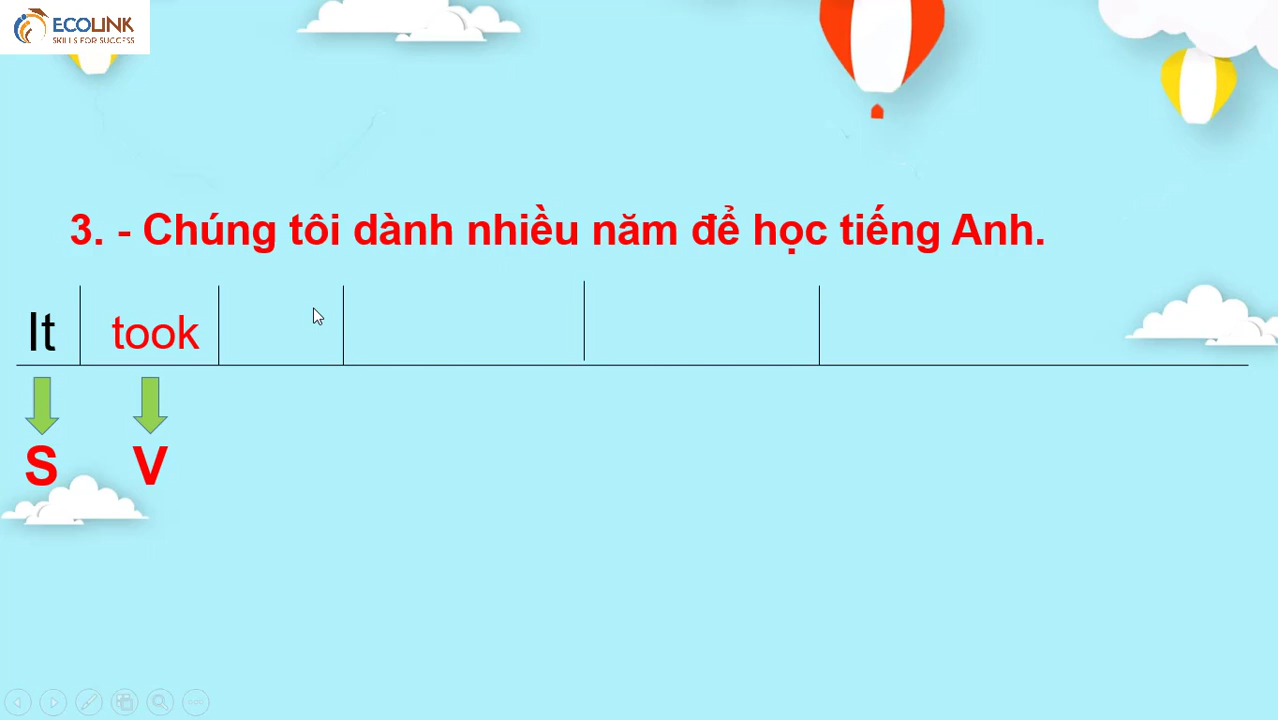 ECOLINK
SKILLS FOR SUCCESS
3. - Chúng tôi dành nhiều năm để học tiếng Anh.
It took
S V